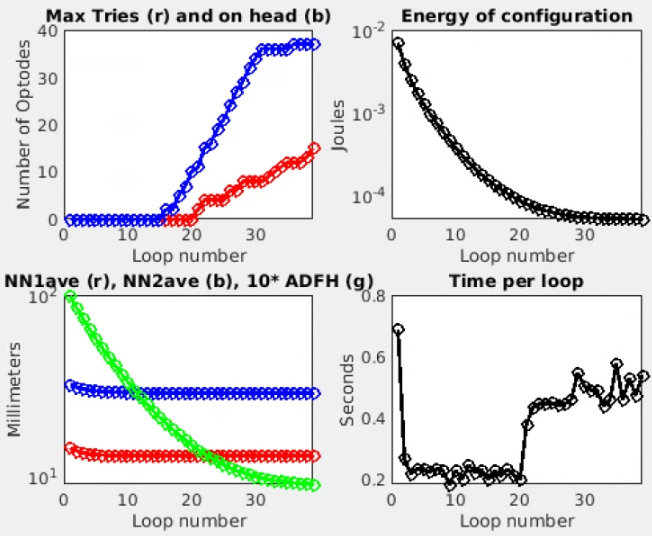 Max Tries (r) and on head (b)
Number of Optodes
40
30
20
10
0
0 10 20 30
Loop number
Energy of configuration
Joules
10-2
10-3
10-4
0 10 20 30
Loop number
NN1ave (r), NN2ave (b), 10* ADFH (g)
Millimeters
102
101
0 10 20 30
Loop number
Time per loop
Seconds
0.8
0.6
0.4
0.2
0 10 20 30
Loop number